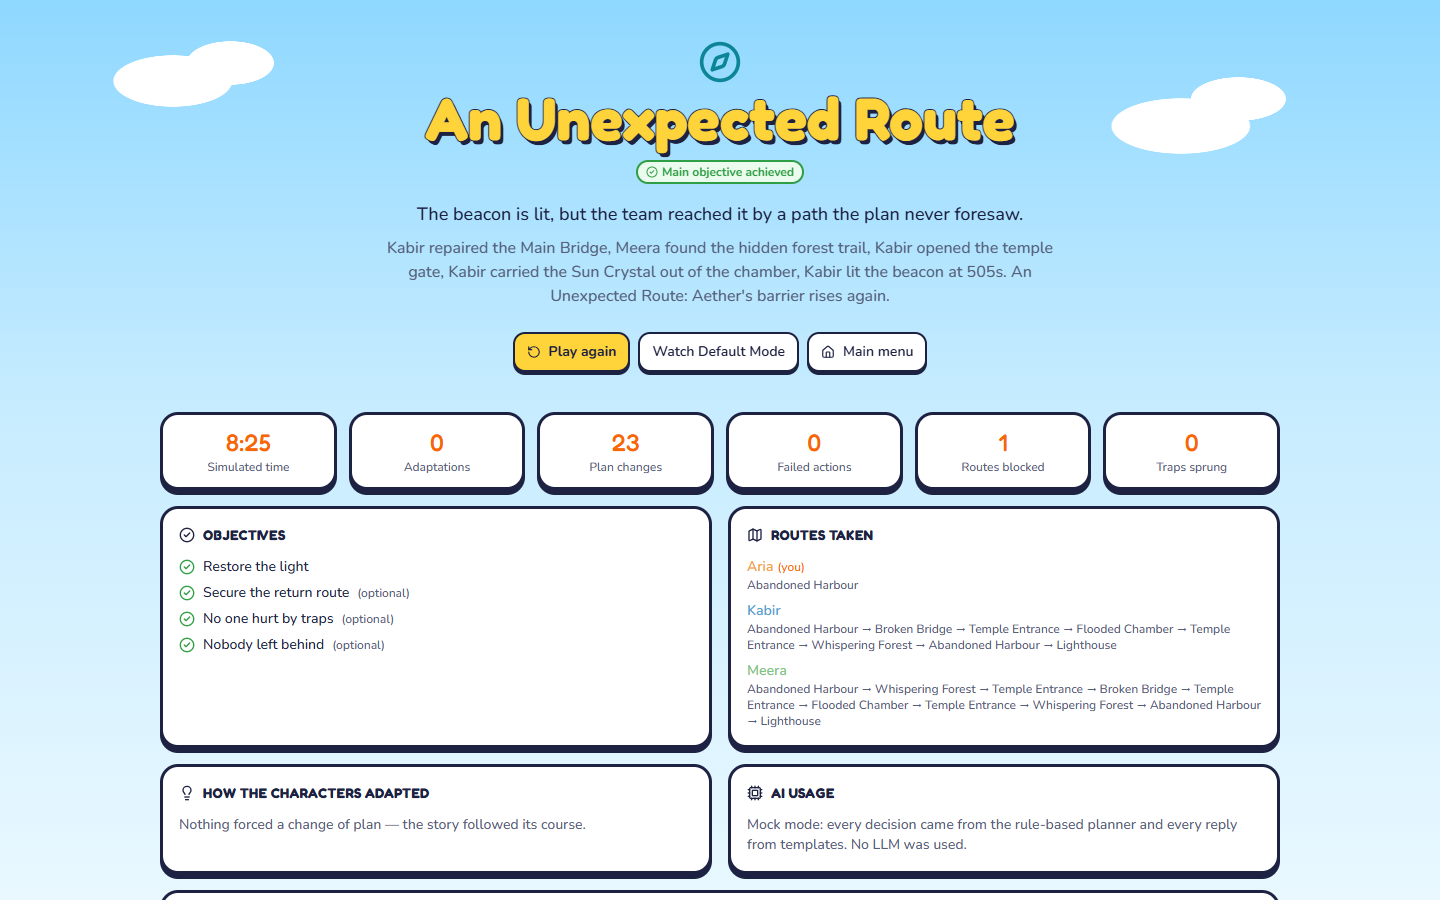 An Unexpected Route
Main objective achieved
The beacon is lit, but the team reached it by a path the plan never foresaw.
Kabir repaired the Main Bridge, Meera found the hidden forest trail, Kabir opened the temple
gate, Kabir carried the Sun Crystal out of the chamber, Kabir lit the beacon at 505s. An
Unexpected Route: Aether's barrier rises again.
Play again
Watch Default Mode
Main menu
8:25
Simulated time
0
Adaptations
23
Plan changes
0
Failed actions
1
Routes blocked
0
Traps sprung
OBJECTIVES
Restore the light
Secure the return route (optional)
No one hurt by traps (optional)
Nobody left behind (optional)
ROUTES TAKEN
Aria (you)
Abandoned Harbour
Kabir
Abandoned Harbour → Broken Bridge → Temple Entrance → Flooded Chamber → Temple
Entrance → Whispering Forest → Abandoned Harbour → Lighthouse
Meera
Abandoned Harbour → Whispering Forest → Temple Entrance → Broken Bridge → Temple
Entrance → Flooded Chamber → Temple Entrance → Whispering Forest → Abandoned Harbour
→ Lighthouse
HOW THE CHARACTERS ADAPTED
Nothing forced a change of plan — the story followed its course.
AI USAGE
Mock mode: every decision came from the rule-based planner and every reply
from templates. No LLM was used.